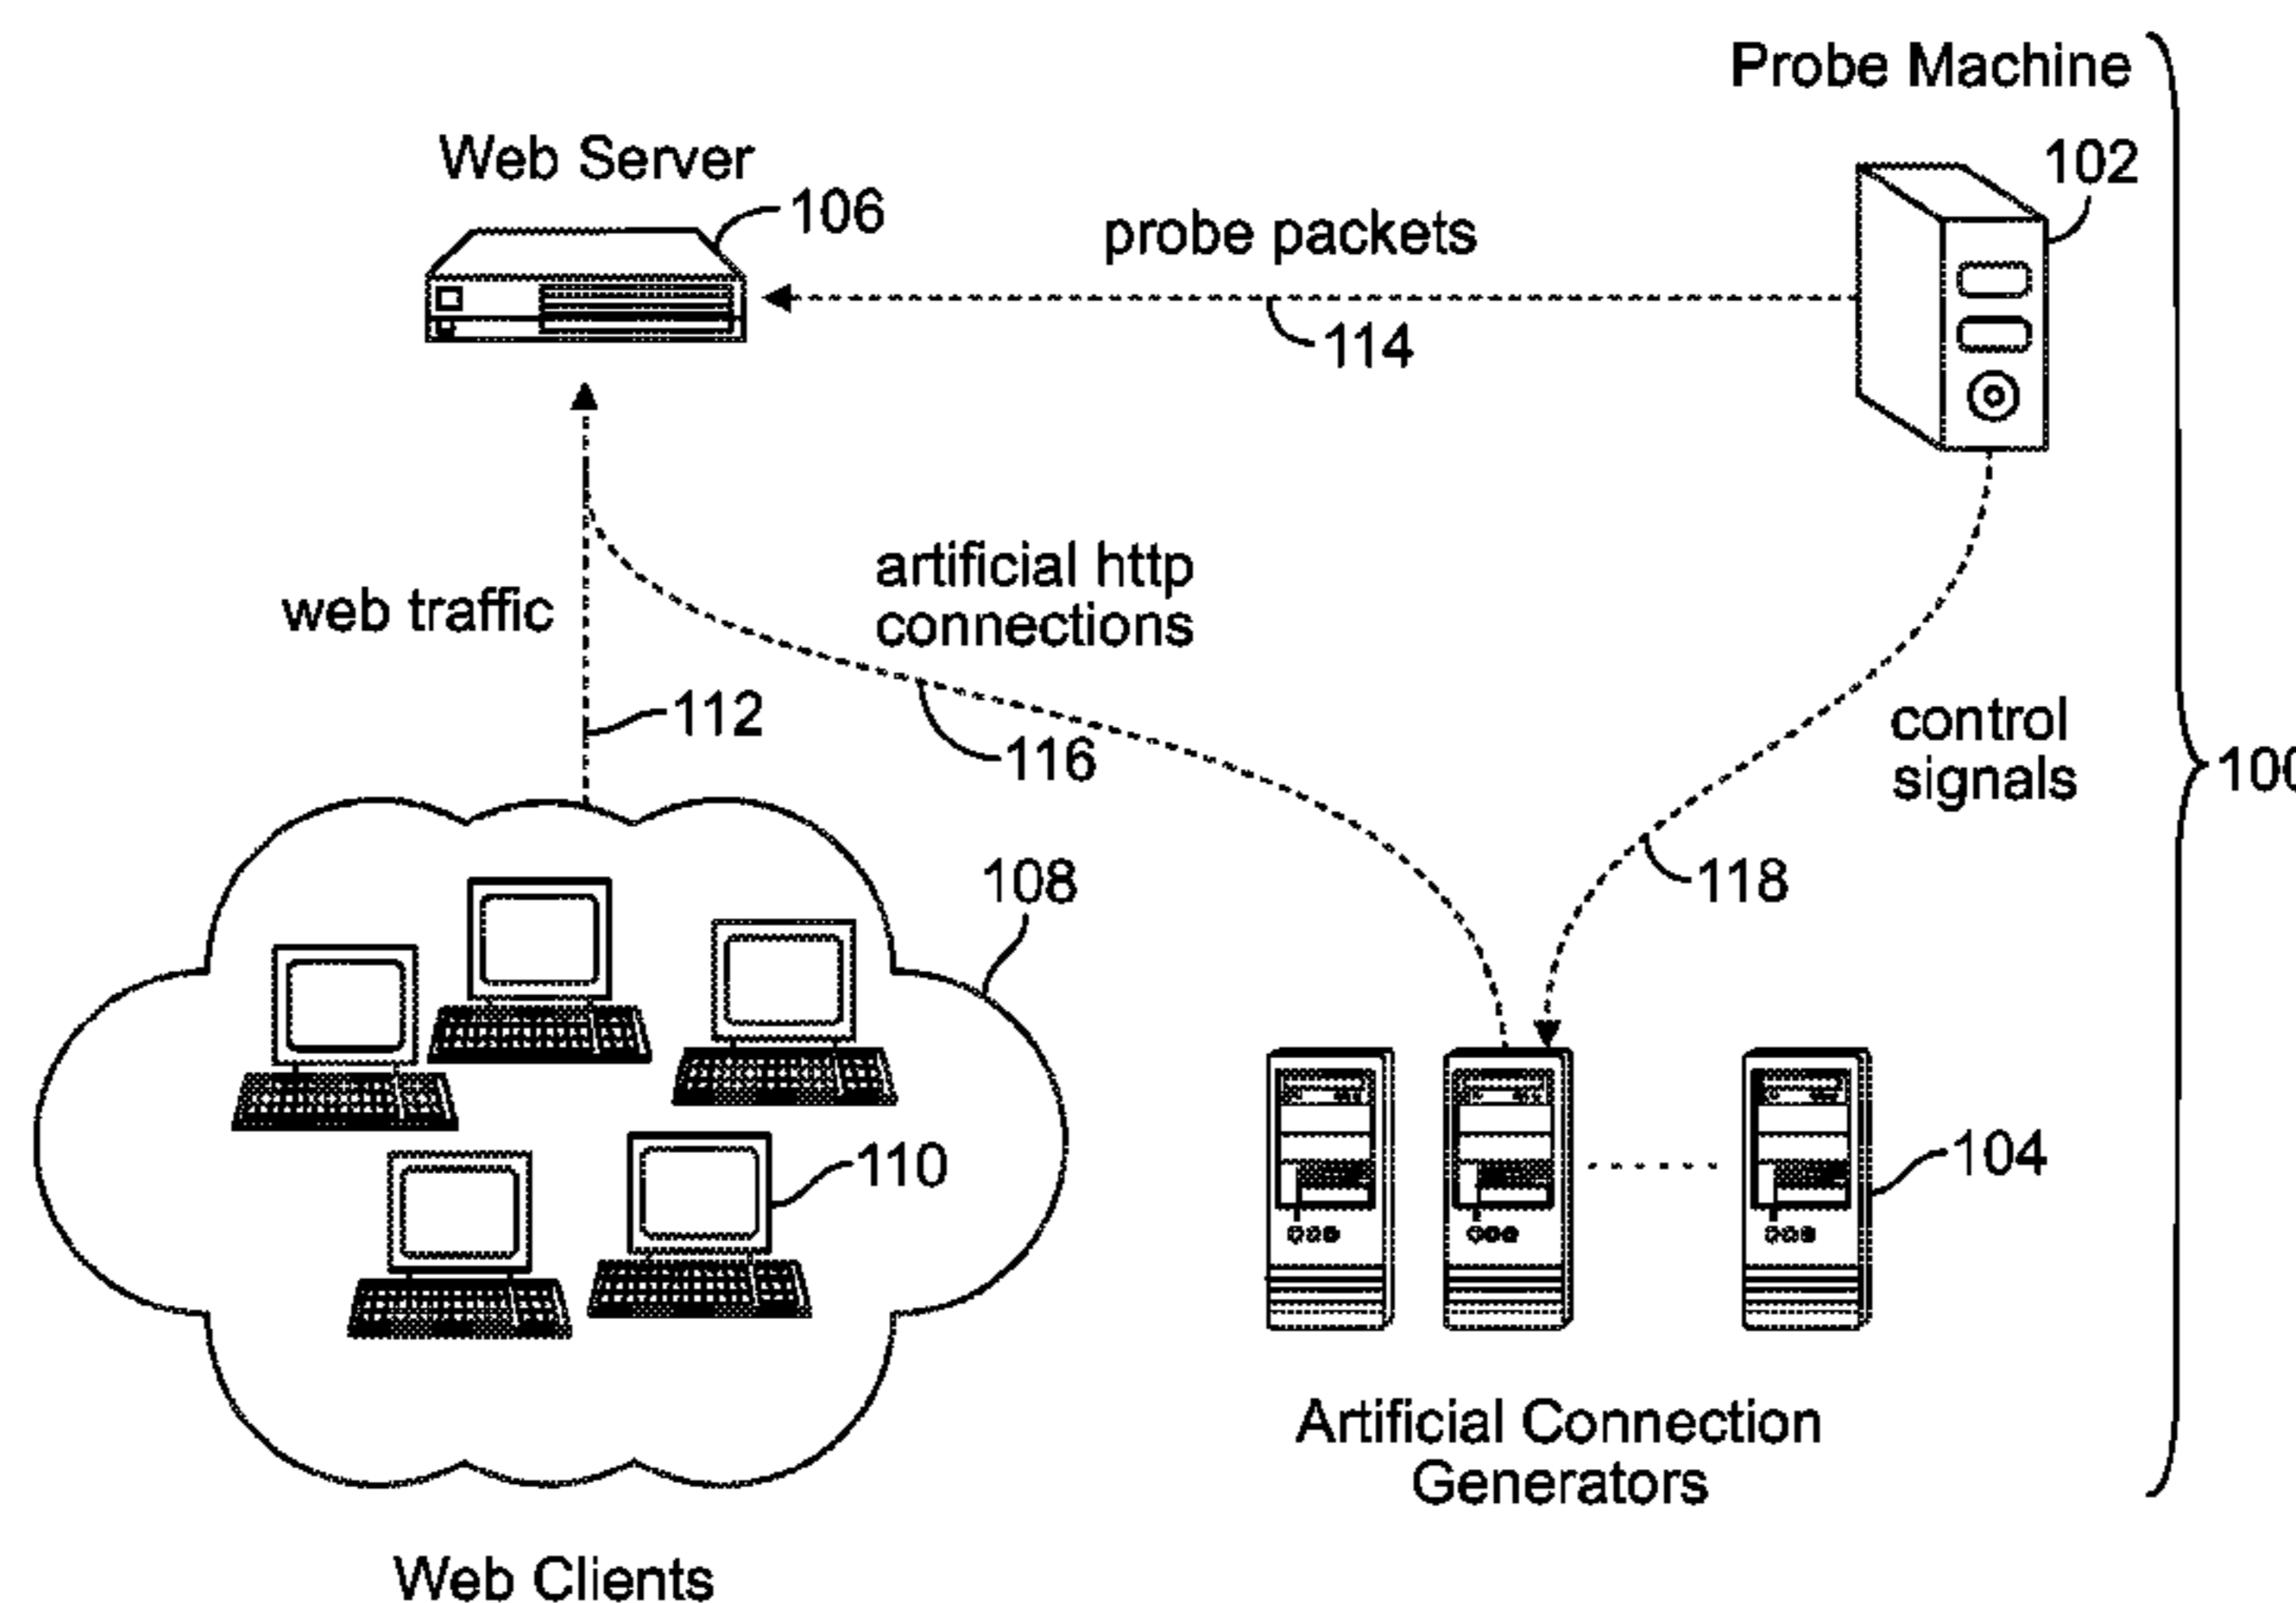 Probe Machine
102
Web Server
106
probe packets
114
artificial http
connections
web traffic
112
116
control
signals
100
118
108
110
104
Artificial Connection
Generators
Web Clients